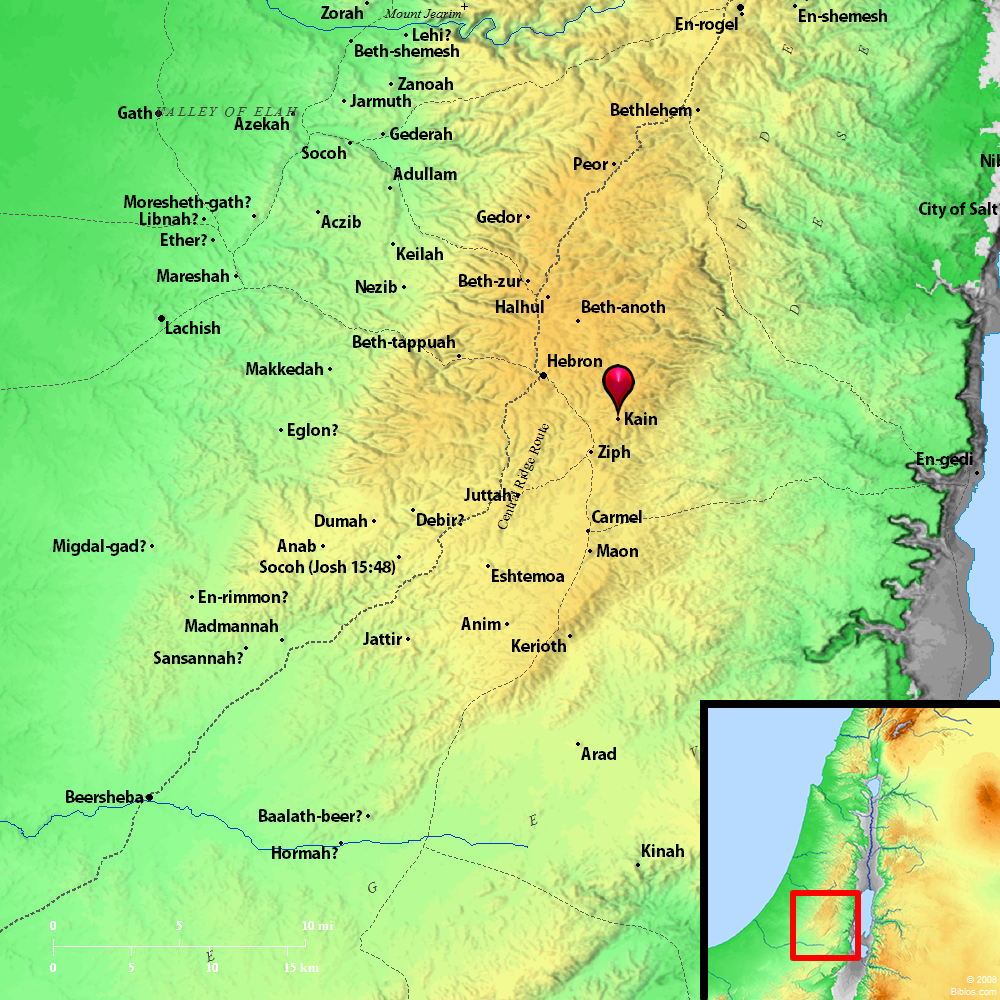 Zorah
Mount Jearim
En-rogel
En-shemesh
Lehi?
Beth-shemesh
Zanoah
Jarmuth
Gath
VALLEY OF ELAH
Azekah
Bethlehem
Gederah
Socoh
Peor
Adullam
Moresheth-gath?
Libnah?
Aczib
Gedor
City of Salt?
Ether?
Keilah
Mareshah
Nezib
Beth-zur
Halhul
Beth-anoth
Lachish
Beth-tappuah
Hebron
Makkedah
Kain
Eglon?
Central Ridge Route
Ziph
En-gedi
Juttah
Dumah
Debir?
Carmel
Migdal-gad?
Anab
Maon
Socoh (Josh 15:48)
Eshtemoa
En-rimmon?
Madmannah
Anim
Jattir
Kerioth
Sansannah?
Arad
Beersheba
Baalath-beer?
Hormah?
Kinah
J U D E
D E S E
E G E V
0 5 10 mi
0 5 10 15 km
© 2008
Biblos.com